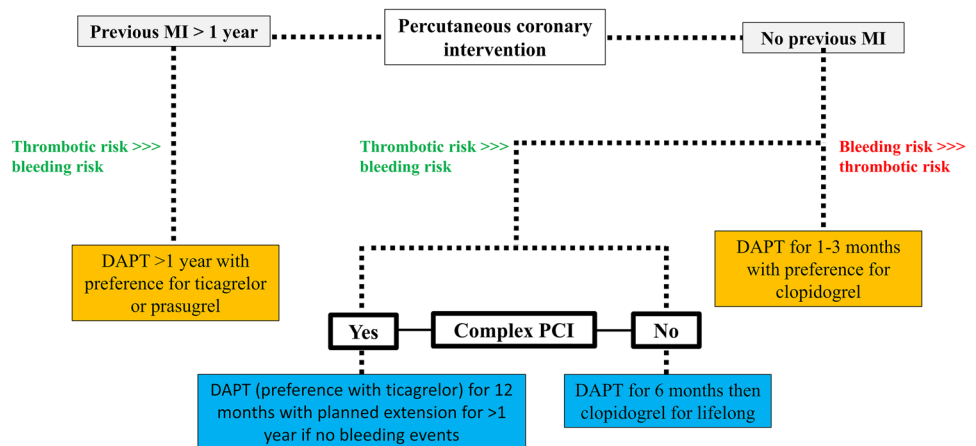 Previous MI > 1 year
Percutaneous coronary
intervention
No previous MI
Thrombotic risk >>>
bleeding risk
Thrombotic risk >>>
bleeding risk
Bleeding risk >>>
thrombotic risk
DAPT >1 year with
preference for ticagrelor
or prasugrel
DAPT for 1-3 months
with preference for
clopidogrel
Yes
Complex PCI
No
DAPT (preference with ticagrelor) for 12
months with planned extension for >1
year if no bleeding events
DAPT for 6 months then
clopidogrel for lifelong